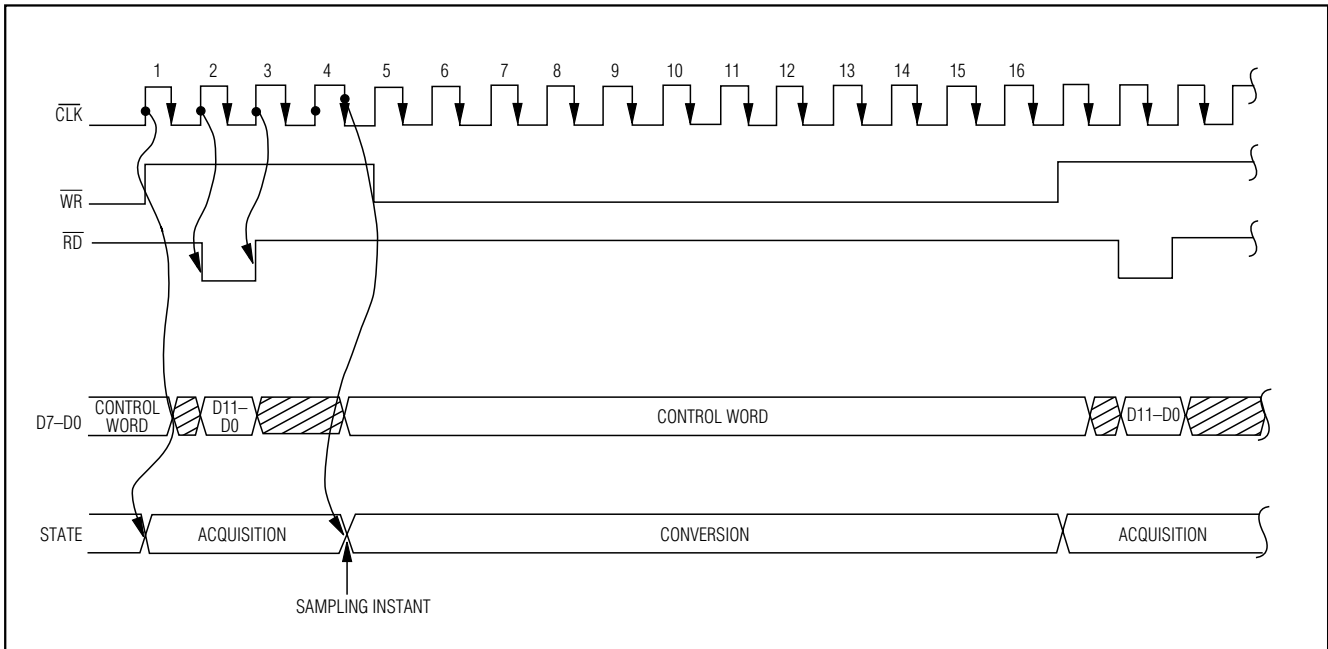 1 2 3 4 5 6 7 8 9 10 11 12 13 14 15 16
CLK
WR
RD
D7–D0
CONTROL
WORD
D11–
D0
CONTROL WORD
D11–D0
STATE
ACQUISITION
CONVERSION
ACQUISITION
SAMPLING INSTANT